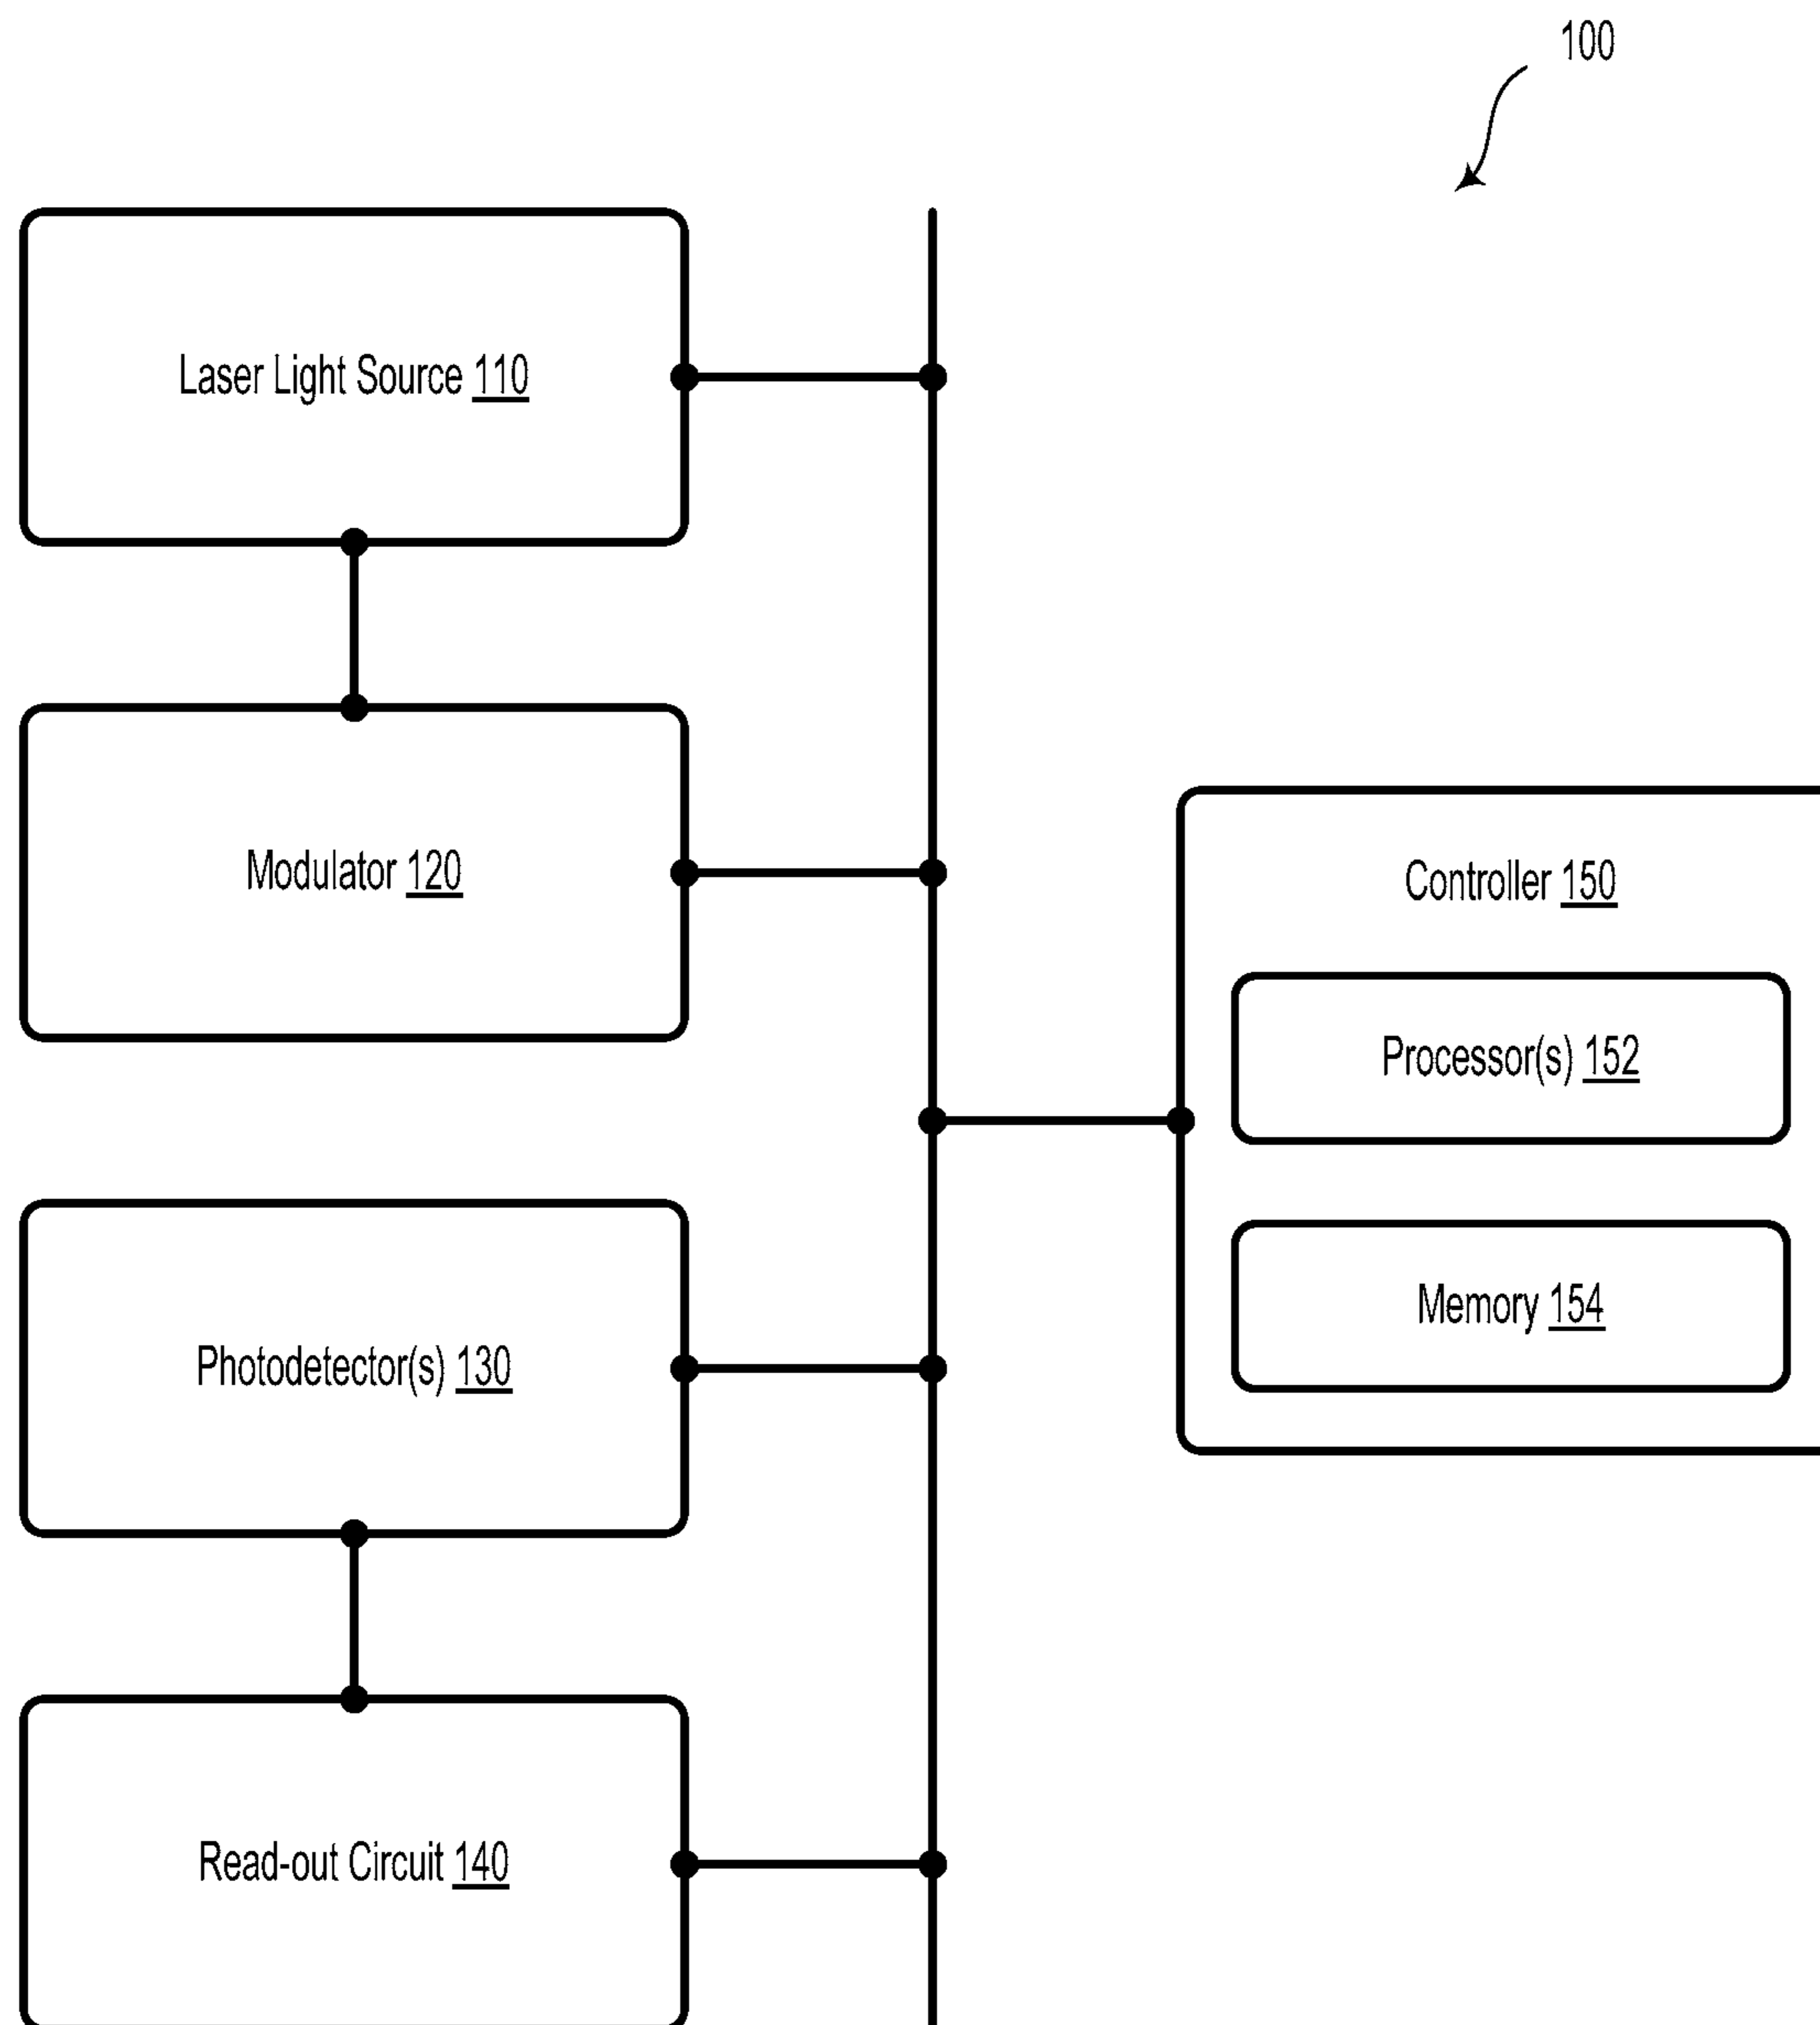 100
Laser Light Source 110
Modulator 120
Controller 150
Processor(s) 152
Memory 154
Photodetector(s) 130
Read-out Circuit 140